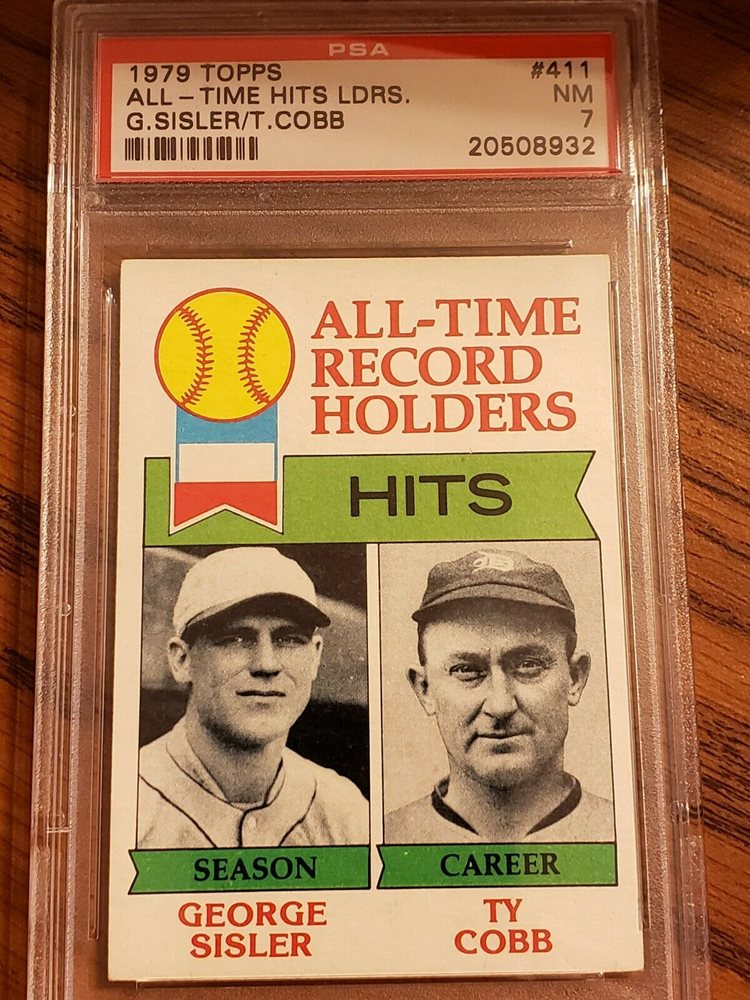 PSA
1979 TOPPS #411
ALL-TIME HITS LDRS. NM
G.SISLER/T.COBB 7
20508932
ALL-TIME
RECORD
HOLDERS
HITS
D
SEASON CAREER
GEORGE TY
SISLER COBB